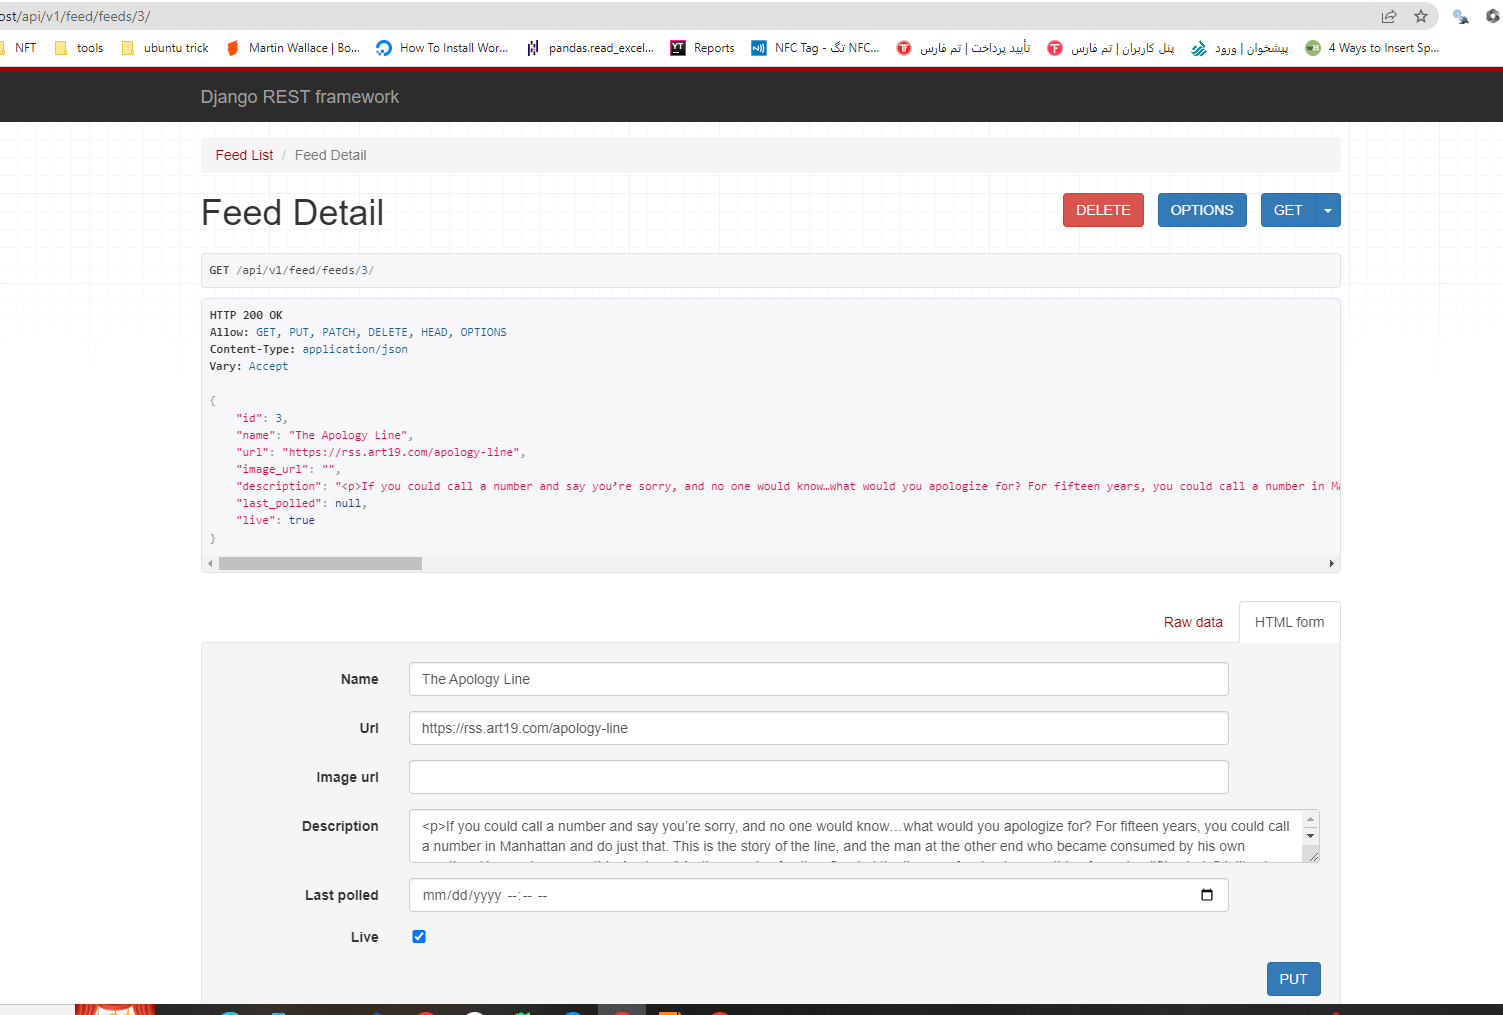 ost/api/v1/feed/feeds/3/
NFT tools ubuntu trick Martin Wallace | Bo... How To Install Wor... pandas.read_excel... Reports NFC Tag - تگ NFC... تأیید پرداخت | تم فارس پنل کاربران | تم فارس پیشخوان | ورود 4 Ways to Insert Sp...
Django REST framework
Feed List / Feed Detail
Feed Detail
DELETE OPTIONS GET
GET /api/v1/feed/feeds/3/
HTTP 200 OK
Allow: GET, PUT, PATCH, DELETE, HEAD, OPTIONS
Content-Type: application/json
Vary: Accept
{
"id": 3,
"name": "The Apology Line",
"url": "https://rss.art19.com/apology-line",
"image_url": "",
"description": "<p>If you could call a number and say you’re sorry, and no one would know…what would you apologize for? For fifteen years, you could call a number in Ma
"last_polled": null,
"live": true
}
Raw data HTML form
Name The Apology Line
Url https://rss.art19.com/apology-line
Image url
Description <p>If you could call a number and say you’re sorry, and no one would know…what would you apologize for? For fifteen years, you could call
a number in Manhattan and do just that. This is the story of the line, and the man at the other end who became consumed by his own
Last polled mm/dd/yyyy --:-- --
Live
PUT